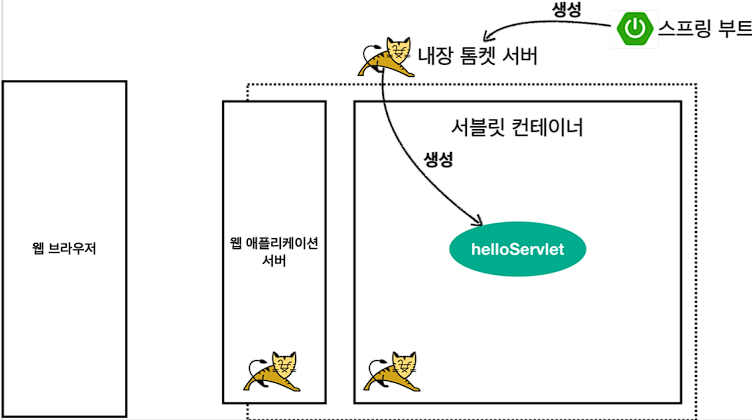 생성
스프링 부트
내장 톰켓 서버
서블릿 컨테이너
생성
웹 브라우저
웹 애플리케이션
서버
helloServlet